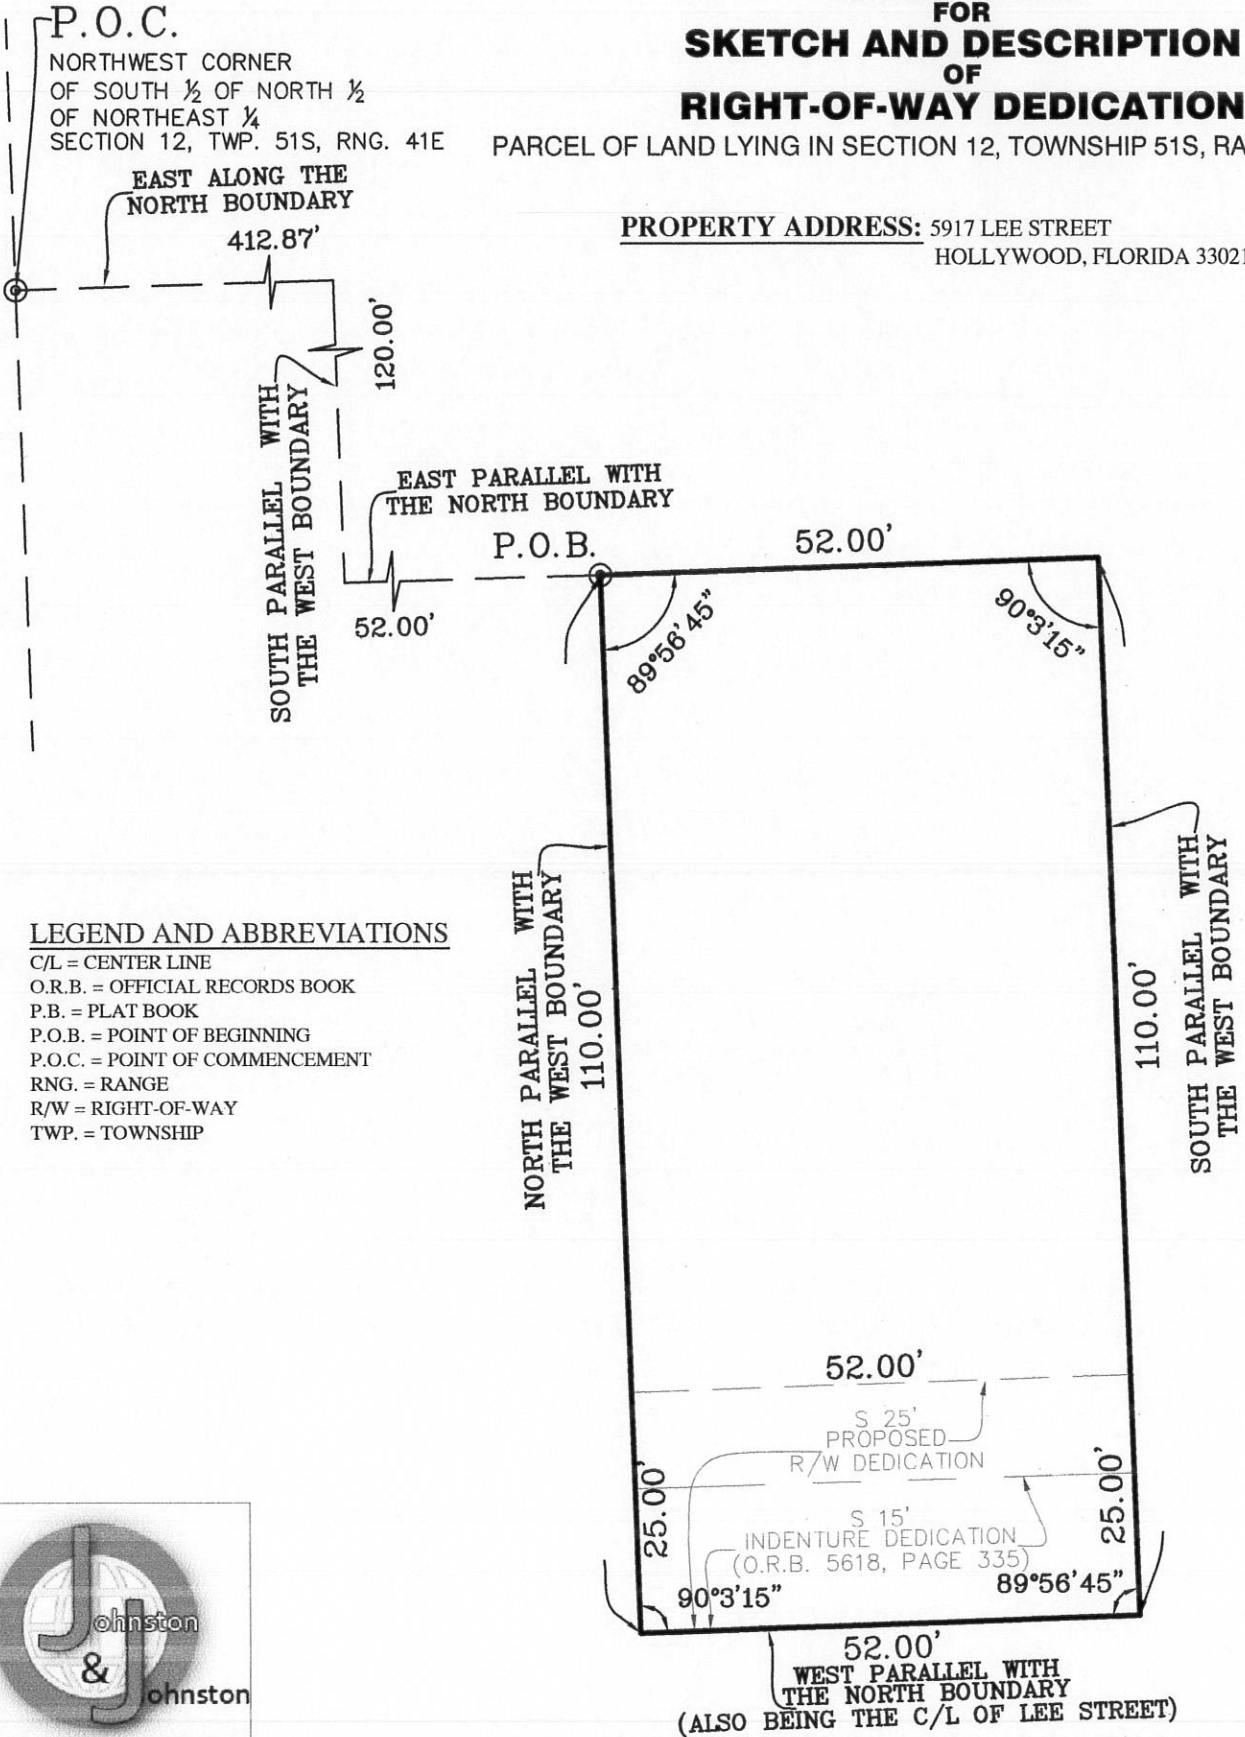 P.O.C.
NORTHWEST CORNER
OF SOUTH ½ OF NORTH ½
OF NORTHEAST ¼
SECTION 12, TWP. 51S, RNG. 41E
FOR
SKETCH AND DESCRIPTION
OF
RIGHT-OF-WAY DEDICATION
PARCEL OF LAND LYING IN SECTION 12, TOWNSHIP 51S, RA
PROPERTY ADDRESS: 5917 LEE STREET
HOLLYWOOD, FLORIDA 33021
EAST ALONG THE
NORTH BOUNDARY
412.87'
120.00'
SOUTH PARALLEL WITH
THE WEST BOUNDARY
EAST PARALLEL WITH
THE NORTH BOUNDARY
52.00'
P.O.B.
52.00'
89°56'45"
90°3'15"
NORTH PARALLEL WITH
THE WEST BOUNDARY
110.00'
110.00'
SOUTH PARALLEL WITH
THE WEST BOUNDARY
LEGEND AND ABBREVIATIONS
C/L = CENTER LINE
O.R.B. = OFFICIAL RECORDS BOOK
P.B. = PLAT BOOK
P.O.B. = POINT OF BEGINNING
P.O.C. = POINT OF COMMENCEMENT
RNG. = RANGE
R/W = RIGHT-OF-WAY
TWP. = TOWNSHIP
52.00'
S 25'
PROPOSED
R/W DEDICATION
25.00'
25.00'
S 15'
INDENTURE DEDICATION
(O.R.B. 5618, PAGE 335)
90°3'15"
89°56'45"
52.00'
WEST PARALLEL WITH
THE NORTH BOUNDARY
(ALSO BEING THE C/L OF LEE STREET)
Johnston
&
Johnston